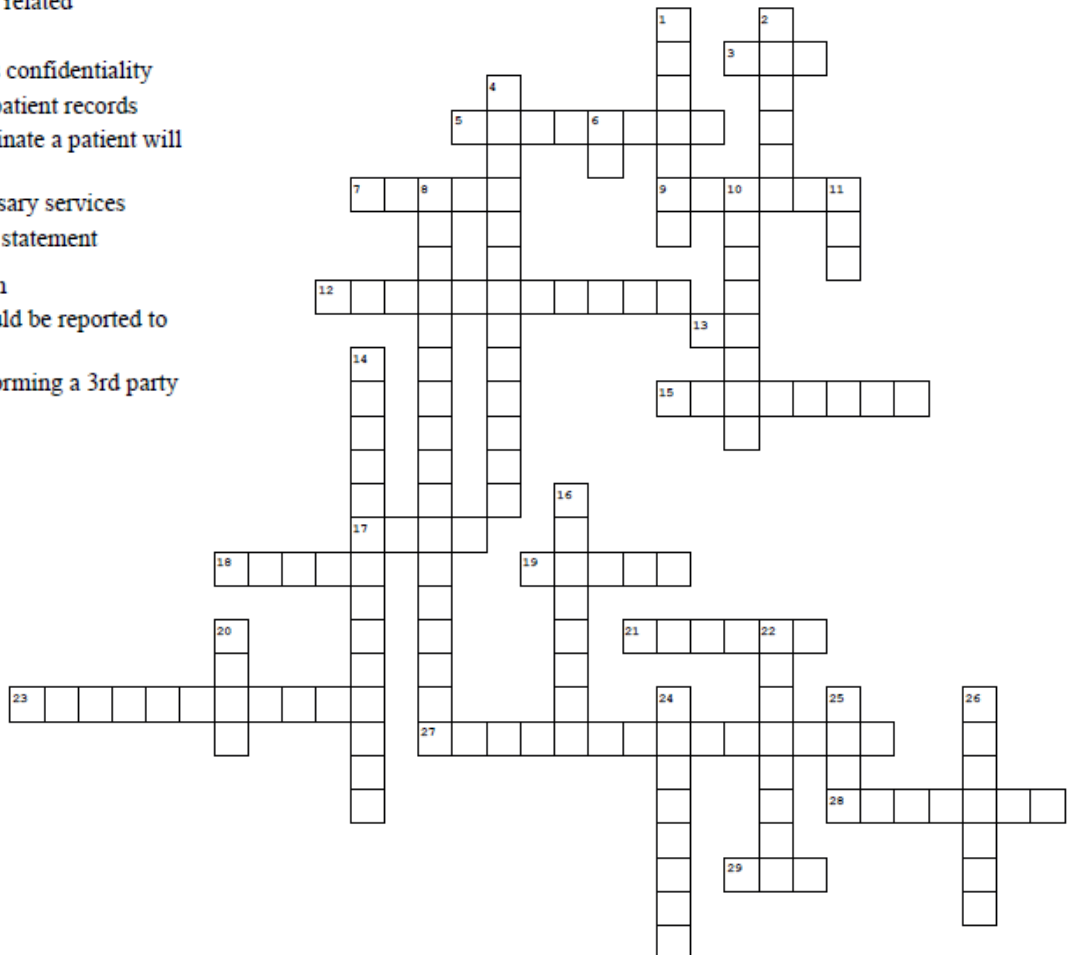 related
confidentiality
patient records
inate a patient will
sary services
statement
n
uld be reported to
orming a 3rd party
1 2
3
4
5 6
7 8 9 10 11
12
13
14
15
16
17
18 19
20 21 22
23 24 25 26
27
28
29